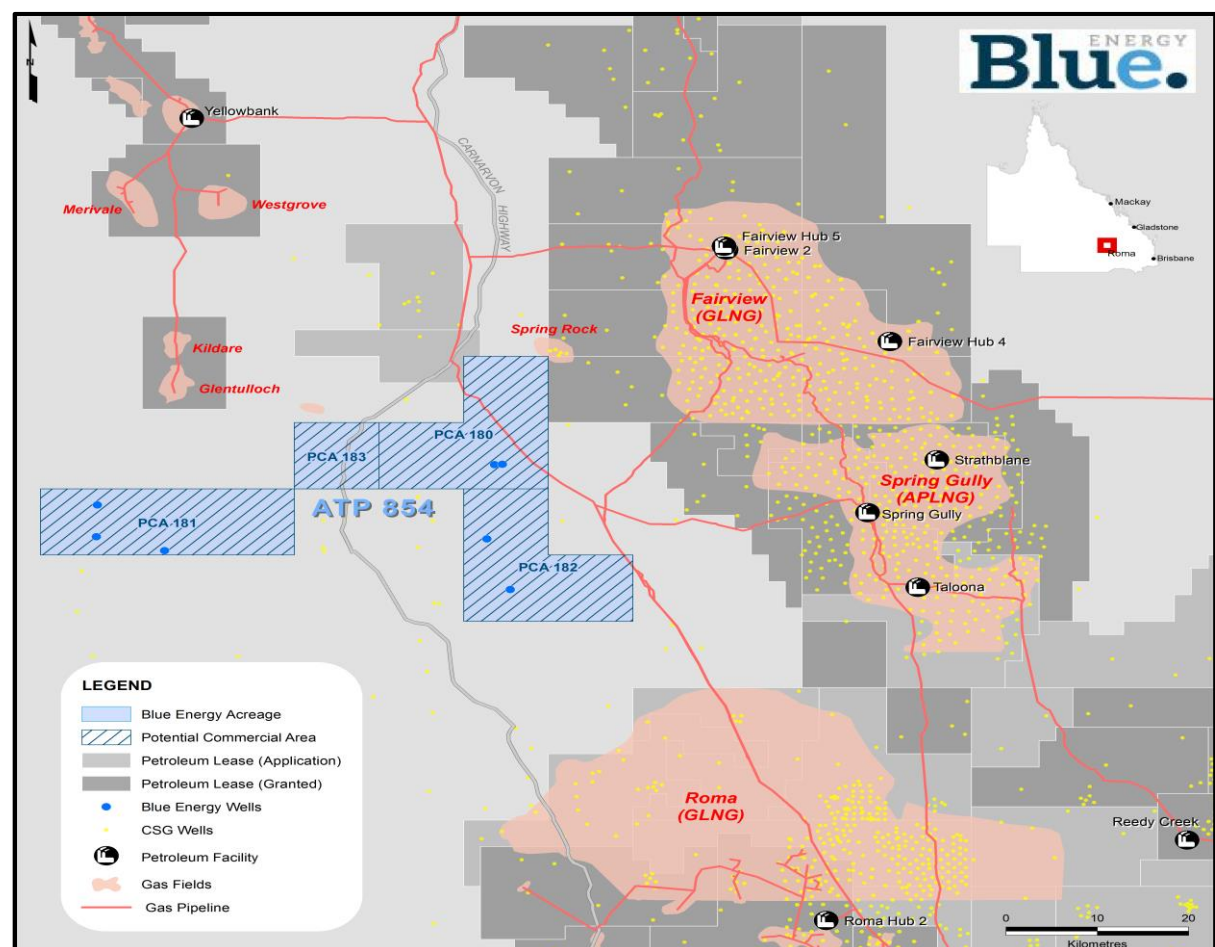 Blue.
ENERGY
N
Yellowbank
CARNARVON HIGHWAY
Merivale
Westgrove
Mackay
Gladstone
Roma
Brisbane
Fairview Hub 5
Fairview 2
Fairview
(GLNG)
Spring Rock
Fairview Hub 4
Kildare
Glentulloch
PCA 180
PCA 183
ATP 854
PCA 181
PCA 182
Strathblane
Spring Gully
(APLNG)
Spring Gully
Taloona
LEGEND
Blue Energy Acreage
Potential Commercial Area
Petroleum Lease (Application)
Petroleum Lease (Granted)
Blue Energy Wells
CSG Wells
Petroleum Facility
Gas Fields
Gas Pipeline
Roma
(GLNG)
Reedy Creek
Roma Hub 2
0 10 20
Kilometres